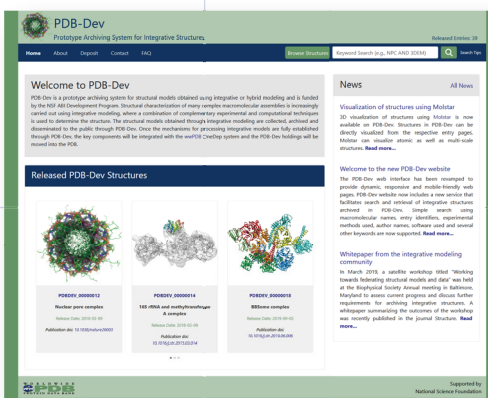 PDB-Dev
Prototype Archiving System for Integrative Structures
Released Entries: 39
Home About Deposit Contact FAQ Browse Structures Keyword Search (e.g., NPC AND 3DEM) Search Tips
Welcome to PDB-Dev
PDB-Dev is a prototype archiving system for structural models obtained using integrative or hybrid modeling and is funded
by the NSF ABI Development Program. Structural characterization of many complex macromolecular assemblies is increasingly
carried out using integrative modeling, where a combination of complementary experimental and computational techniques
is used to determine the structure. The structural models obtained through integrative modeling are collected, archived and
disseminated to the public through PDB-Dev. Once the mechanisms for processing integrative models are fully established
through PDB-Dev, the key components will be integrated with the wwPDB OneDep system and the PDB-Dev holdings will be
moved into the PDB.
Released PDB-Dev Structures
PDBDEV_00000012
Nuclear pore complex
Release Date: 2018-
Publication doi: 10.1038/nature26003
PDBDEV_00000014
16S rRNA and methyltransferase
A complex
Release Date: 2018-02-
Publication doi:
10.1016/j.str.2015.03.014
PDBDEV_00000018
BBSome complex
Release Date: 2018-
Publication doi:
10.1016/j.str.2019.06.006
News
All News
Visualization of structures using Molstar
3D visualization of structures using Molstar is now
available on PDB-Dev. Structures in PDB-Dev can be
directly visualized from the respective entry pages.
Molstar can visualize atomic as well as multi-scale
structures. Read more...
Welcome to the new PDB-Dev website
The PDB-Dev web interface has been revamped to
provide dynamic, responsive and mobile-friendly web
pages. PDB-Dev website now includes a new service that
facilitates search and retrieval of integrative structures
archived in PDB-Dev. Simple search using
macromolecular names, entry identifiers, experimental
methods used, author names, software used and several
other keywords are now supported. Read more...
Whitepaper from the integrative modeling
community
In March 2019, a satellite workshop titled "Working
towards federating structural models and data" was held
at the Biophysical Society Annual meeting in Baltimore,
Maryland to assess current progress and discuss further
requirements for archiving integrative structures. A
whitepaper summarizing the outcomes of the workshop
was recently published in the journal Structure. Read
more...
WORLDWIDE
PDB
PROTEIN DATA BANK
Supported by
National Science Foundation